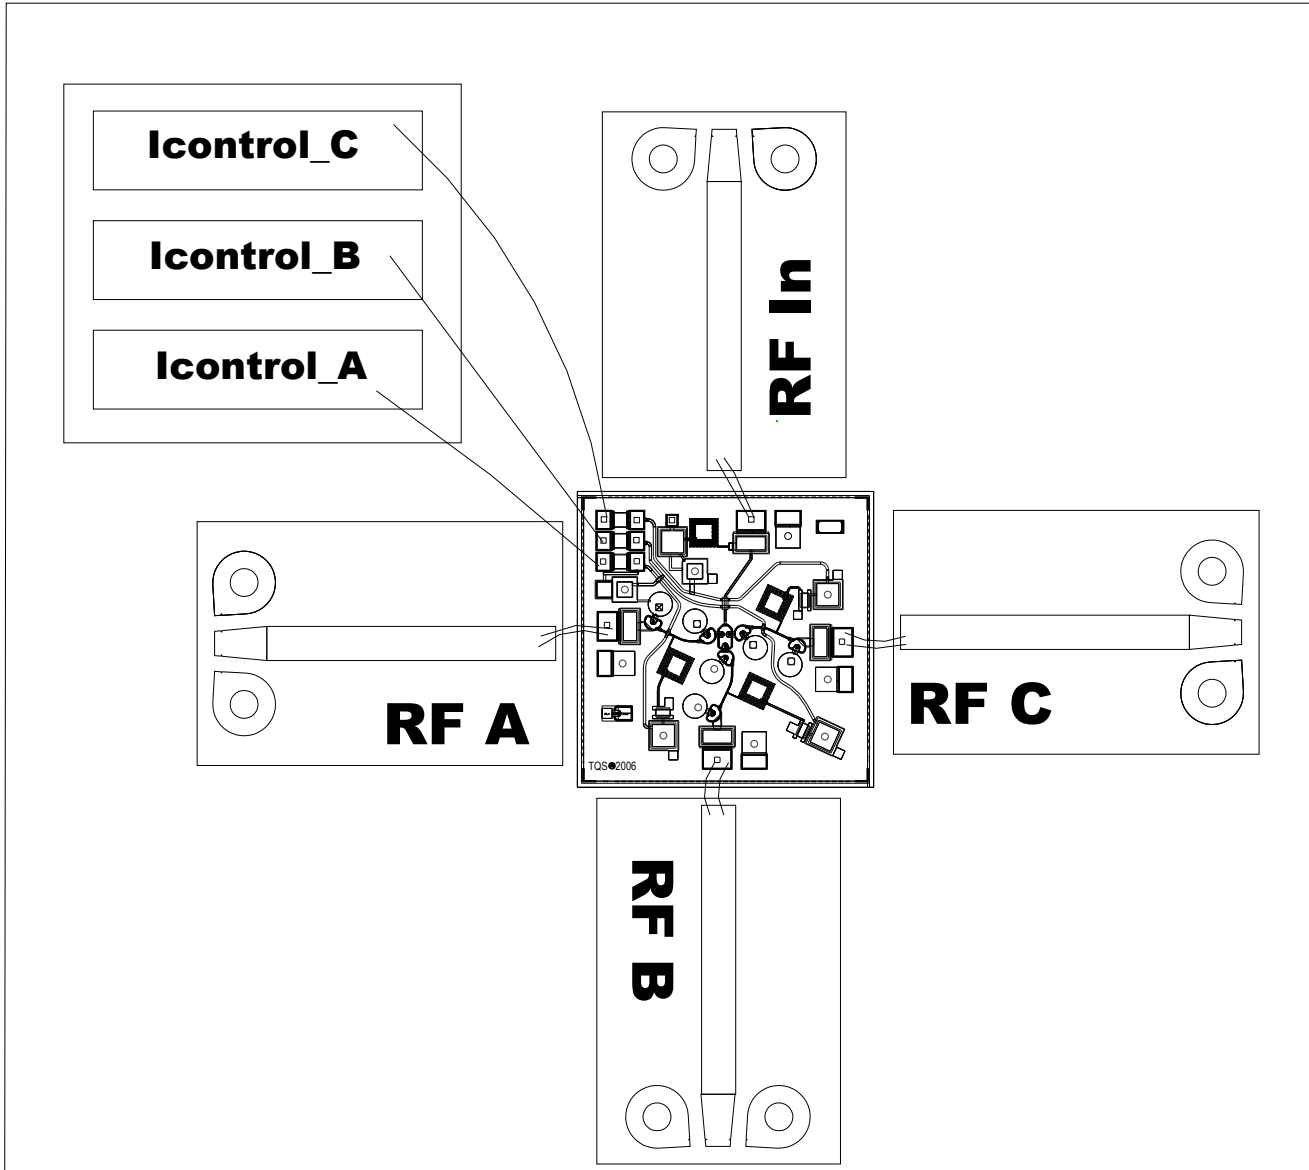 Icontrol_C
Icontrol_B
Icontrol_A
RF In
RF A
RF C
TQS 2006
RF B